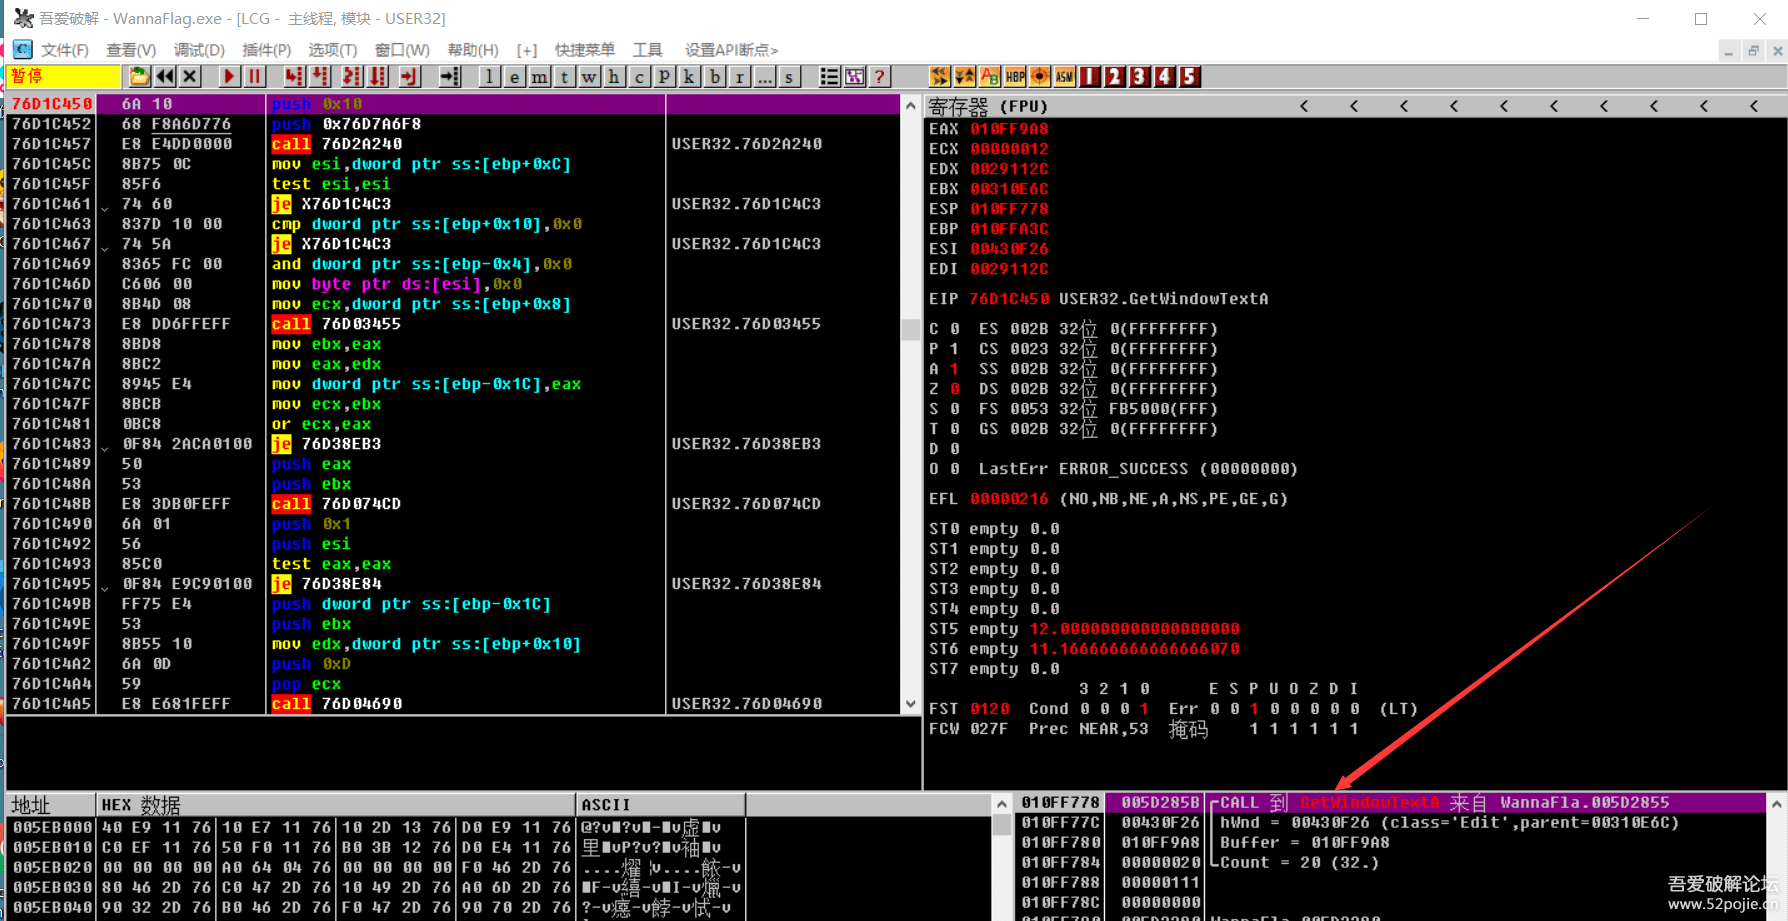 吾爱破解 - WannaFlag.exe - [LCG - 主线程, 模块 - USER32]
文件(F) 查看(V) 调试(D) 插件(P) 选项(T) 窗口(W) 帮助(H) [+] 快捷菜单 工具 设置API断点>
暂停 l e m t w h c P k b r ... s ? HBP ASM 1 2 3 4 5
76D1C450 6A 10 push 0x10
76D1C452 68 F8A6D776 push 0x76D7A6F8
76D1C457 E8 E4DD0000 call 76D2A240 USER32.76D2A240
76D1C45C 8B75 0C mov esi,dword ptr ss:[ebp+0xC]
76D1C45F 85F6 test esi,esi
76D1C461 74 60 je X76D1C4C3 USER32.76D1C4C3
76D1C463 837D 10 00 cmp dword ptr ss:[ebp+0x10],0x0
76D1C467 74 5A je X76D1C4C3 USER32.76D1C4C3
76D1C469 8365 FC 00 and dword ptr ss:[ebp-0x4],0x0
76D1C46D C606 00 mov byte ptr ds:[esi],0x0
76D1C470 8B4D 08 mov ecx,dword ptr ss:[ebp+0x8]
76D1C473 E8 DD6FFEFF call 76D03455 USER32.76D03455
76D1C478 8BD8 mov ebx,eax
76D1C47A 8BC2 mov eax,edx
76D1C47C 8945 E4 mov dword ptr ss:[ebp-0x1C],eax
76D1C47F 8BCB mov ecx,ebx
76D1C481 0BC8 or ecx,eax
76D1C483 0F84 2ACA0100 je 76D38EB3 USER32.76D38EB3
76D1C489 50 push eax
76D1C48A 53 push ebx
76D1C48B E8 3DB0FEFF call 76D074CD USER32.76D074CD
76D1C490 6A 01 push 0x1
76D1C492 56 push esi
76D1C493 85C0 test eax,eax
76D1C495 0F84 E9C90100 je 76D38E84 USER32.76D38E84
76D1C49B FF75 E4 push dword ptr ss:[ebp-0x1C]
76D1C49E 53 push ebx
76D1C49F 8B55 10 mov edx,dword ptr ss:[ebp+0x10]
76D1C4A2 6A 0D push 0xD
76D1C4A4 59 pop ecx
76D1C4A5 E8 E681FEFF call 76D04690 USER32.76D04690
寄存器 (FPU) < < < < < < < < < <
EAX 010FF9A8
ECX 00000012
EDX 0029112C
EBX 00310E6C
ESP 010FF778
EBP 010FFA3C
ESI 00430F26
EDI 0029112C
EIP 76D1C450 USER32.GetWindowTextA
C 0 ES 002B 32位 0(FFFFFFFF)
P 1 CS 0023 32位 0(FFFFFFFF)
A 1 SS 002B 32位 0(FFFFFFFF)
Z 0 DS 002B 32位 0(FFFFFFFF)
S 0 FS 0053 32位 FB5000(FFF)
T 0 GS 002B 32位 0(FFFFFFFF)
D 0
O 0 LastErr ERROR_SUCCESS (00000000)
EFL 00000216 (NO,NB,NE,A,NS,PE,GE,G)
ST0 empty 0.0
ST1 empty 0.0
ST2 empty 0.0
ST3 empty 0.0
ST4 empty 0.0
ST5 empty 12.000000000000000000
ST6 empty 11.166666666666666070
ST7 empty 0.0
3 2 1 0 E S P U O Z D I
FST 0120 Cond 0 0 0 1 Err 0 0 1 0 0 0 0 0 (LT)
FCW 027F Prec NEAR,53 掩码 1 1 1 1 1 1
地址 HEX 数据 ASCII
005EB000 40 E9 11 76 10 E7 11 76 10 2D 13 76 D0 E9 11 76
005EB010 C0 EF 11 76 50 F0 11 76 B0 3B 12 76 D0 E4 11 76
005EB020 00 00 00 00 A0 64 04 76 00 00 00 00 F0 46 2D 76
005EB030 80 46 2D 76 C0 47 2D 76 10 49 2D 76 A0 6D 2D 76
005EB040 90 32 2D 76 B0 46 2D 76 F0 47 2D 76 90 70 2D 76
010FF778 005D285B CALL 到 GetWindowTextA 来自 WannaFla.005D2855
010FF77C 00430F26 hWnd = 00430F26 (class='Edit',parent=00310E6C)
010FF780 010FF9A8 Buffer = 010FF9A8
010FF784 00000020 Count = 20 (32.)
010FF788 00000111
010FF78C 00000000
吾爱破解论坛
www.52pojie.cn